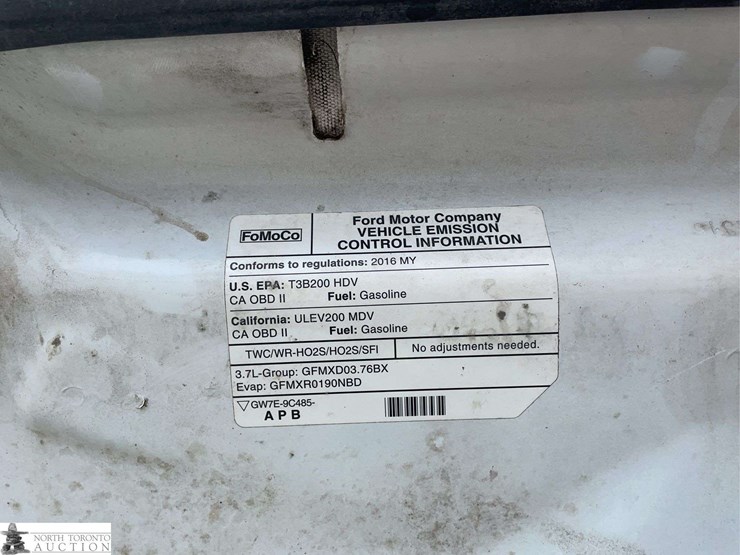 FoMoCo
Ford Motor Company
VEHICLE EMISSION
CONTROL INFORMATION
Conforms to regulations: 2016 MY
U.S. EPA: T3B200 HDV
CA OBD II Fuel: Gasoline
California: ULEV200 MDV
CA OBD II Fuel: Gasoline
TWC/WR-HO2S/HO2S/SFI No adjustments needed.
3.7L-Group: GFMXD03.76BX
Evap: GFMXR0190NBD
GW7E-9C485-
APB
NORTH TORONTO
AUCTION